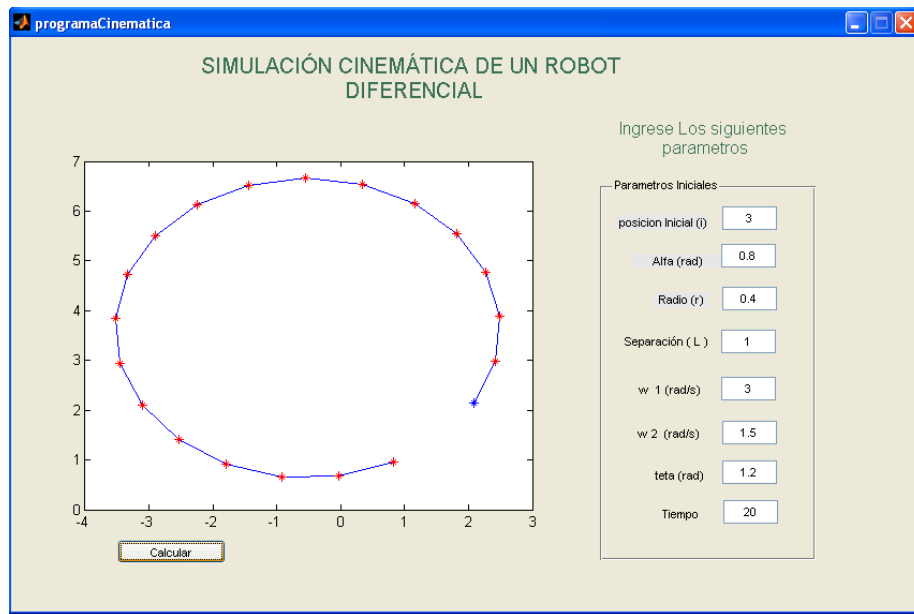 programaCinematica
SIMULACIÓN CINEMÁTICA DE UN ROBOT
DIFERENCIAL
Ingrese Los siguientes
parametros
7
6
5
4
3
2
1
0
-4 -3 -2 -1 0 1 2 3
Calcular
Parametros Iniciales
posicion Inicial (i) 3
Alfa (rad) 0.8
Radio (r) 0.4
Separación ( L ) 1
w 1 (rad/s) 3
w 2 (rad/s) 1.5
teta (rad) 1.2
Tiempo 20